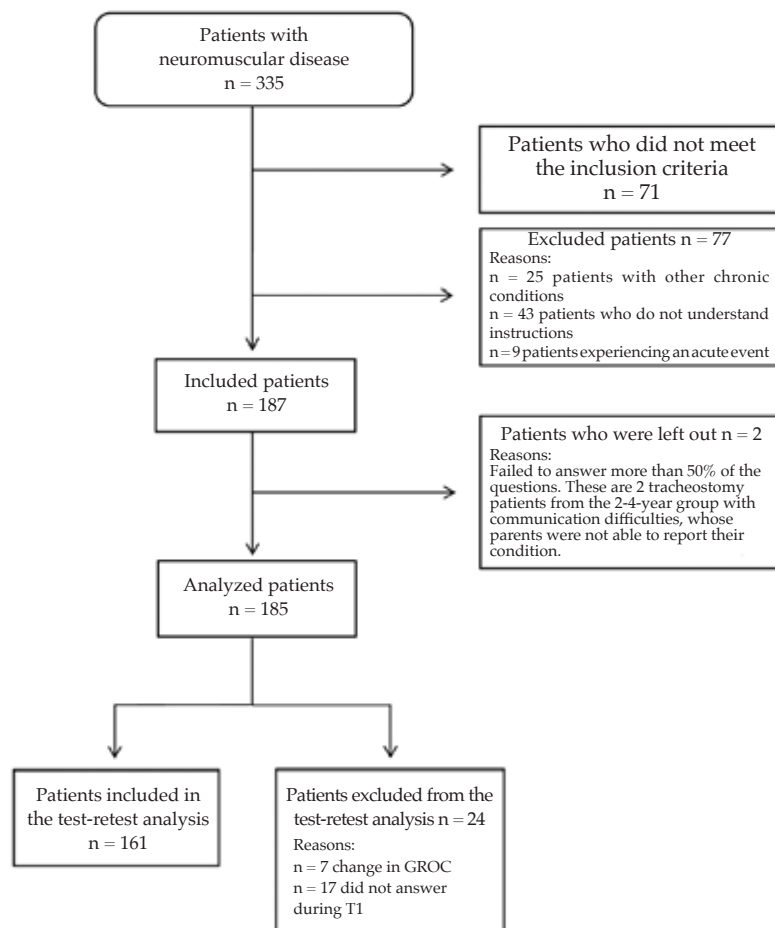 Patients with
neuromuscular disease
n = 335
Patients who did not meet
the inclusion criteria
n = 71
Excluded patients n = 77
Reasons:
n = 25 patients with other chronic
conditions
n = 43 patients who do not understand
instructions
n = 9 patients experiencing an acute event
Included patients
n = 187
Patients who were left out n = 2
Reasons:
Failed to answer more than 50% of the
questions. These are 2 tracheostomy
patients from the 2-4-year group with
communication difficulties, whose
parents were not able to report their
condition.
Analyzed patients
n = 185
Patients included in
the test-retest analysis
n = 161
Patients excluded from the
test-retest analysis n = 24
Reasons:
n = 7 change in GROC
n = 17 did not answer
during T1